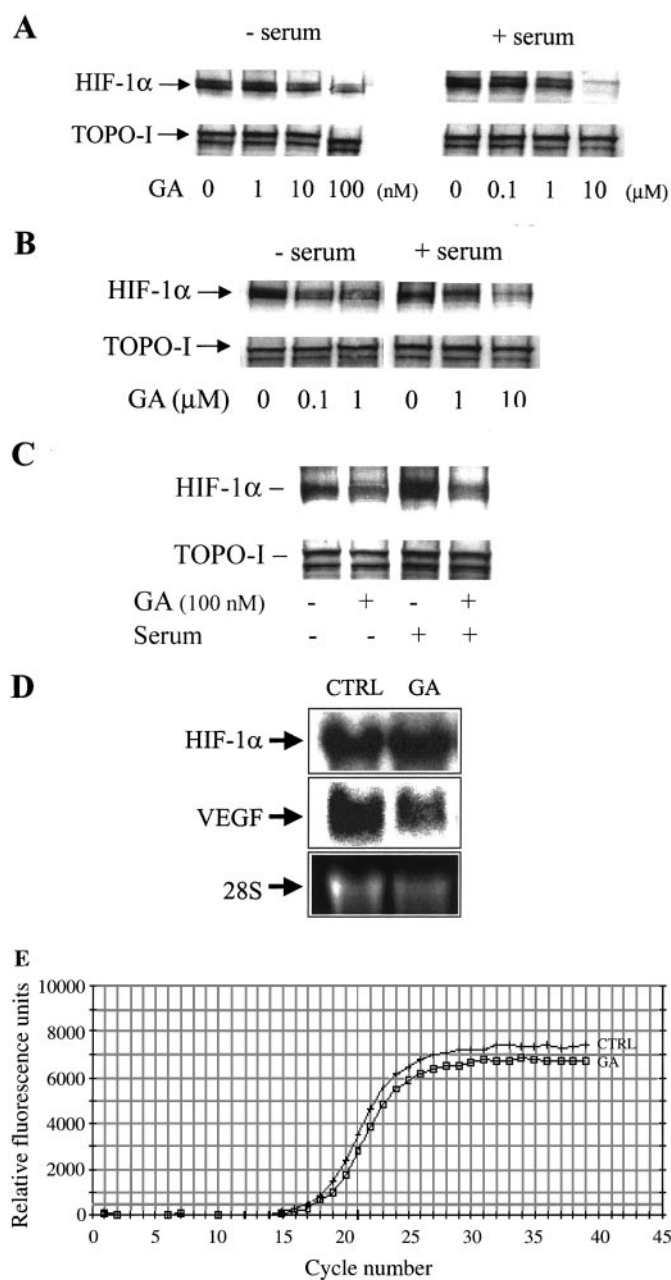 A
- serum + serum
HIF-1α
TOPO-I
GA 0 1 10 100 (nM) 0 0.1 1 10 (μM)
B
- serum + serum
HIF-1α
TOPO-I
GA (μM) 0 0.1 1 0 1 10
C
HIF-1α –
TOPO-I –
GA (100 nM) - + - +
Serum - - + +
D
CTRL GA
HIF-1α
VEGF
28S
E
Relative fluorescence units
10000
8000
6000
4000
2000
0
CTRL
GA
0 5 10 15 20 25 30 35 40 45
Cycle number